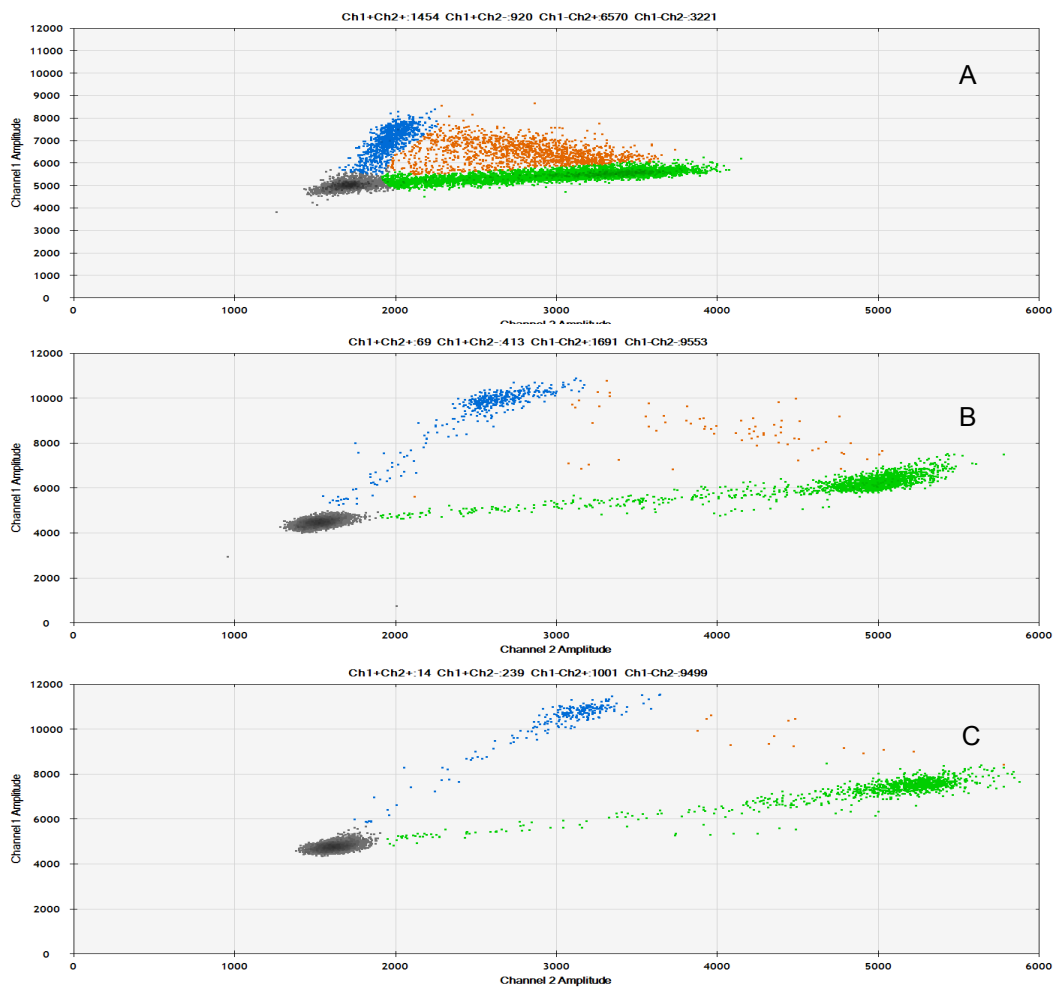 Ch1+Ch2+:1454 Ch1+Ch2-:920 Ch1-Ch2+:6570 Ch1-Ch2-:3221
12000
11000
10000
9000
8000
7000
6000
5000
4000
3000
2000
1000
0
Channel 1 Amplitude
A
0 1000 2000 3000 4000 5000 6000
Channel 2 Amplitude
Ch1+Ch2+:69 Ch1+Ch2-:413 Ch1-Ch2+:1691 Ch1-Ch2-:9553
12000
10000
8000
6000
4000
2000
0
Channel 1 Amplitude
B
0 1000 2000 3000 4000 5000 6000
Channel 2 Amplitude
Ch1+Ch2+:14 Ch1+Ch2-:239 Ch1-Ch2+:1001 Ch1-Ch2-:9499
12000
10000
8000
6000
4000
2000
0
Channel 1 Amplitude
C
0 1000 2000 3000 4000 5000 6000
Channel 2 Amplitude